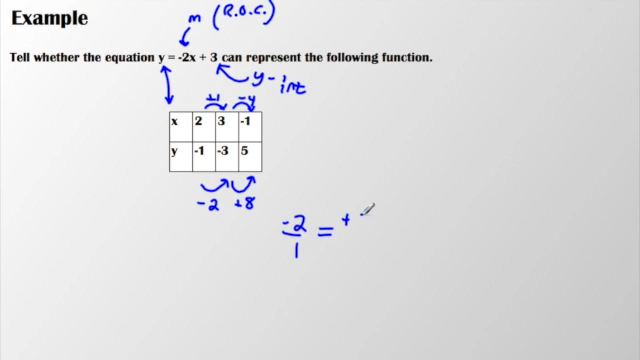 Example
m (R.O.C.)
Tell whether the equation y = -2x + 3 can represent the following function.
y-int
+1 -4
x 2 3 -1
y -1 -3 5
-2 +8
-2/1 = +